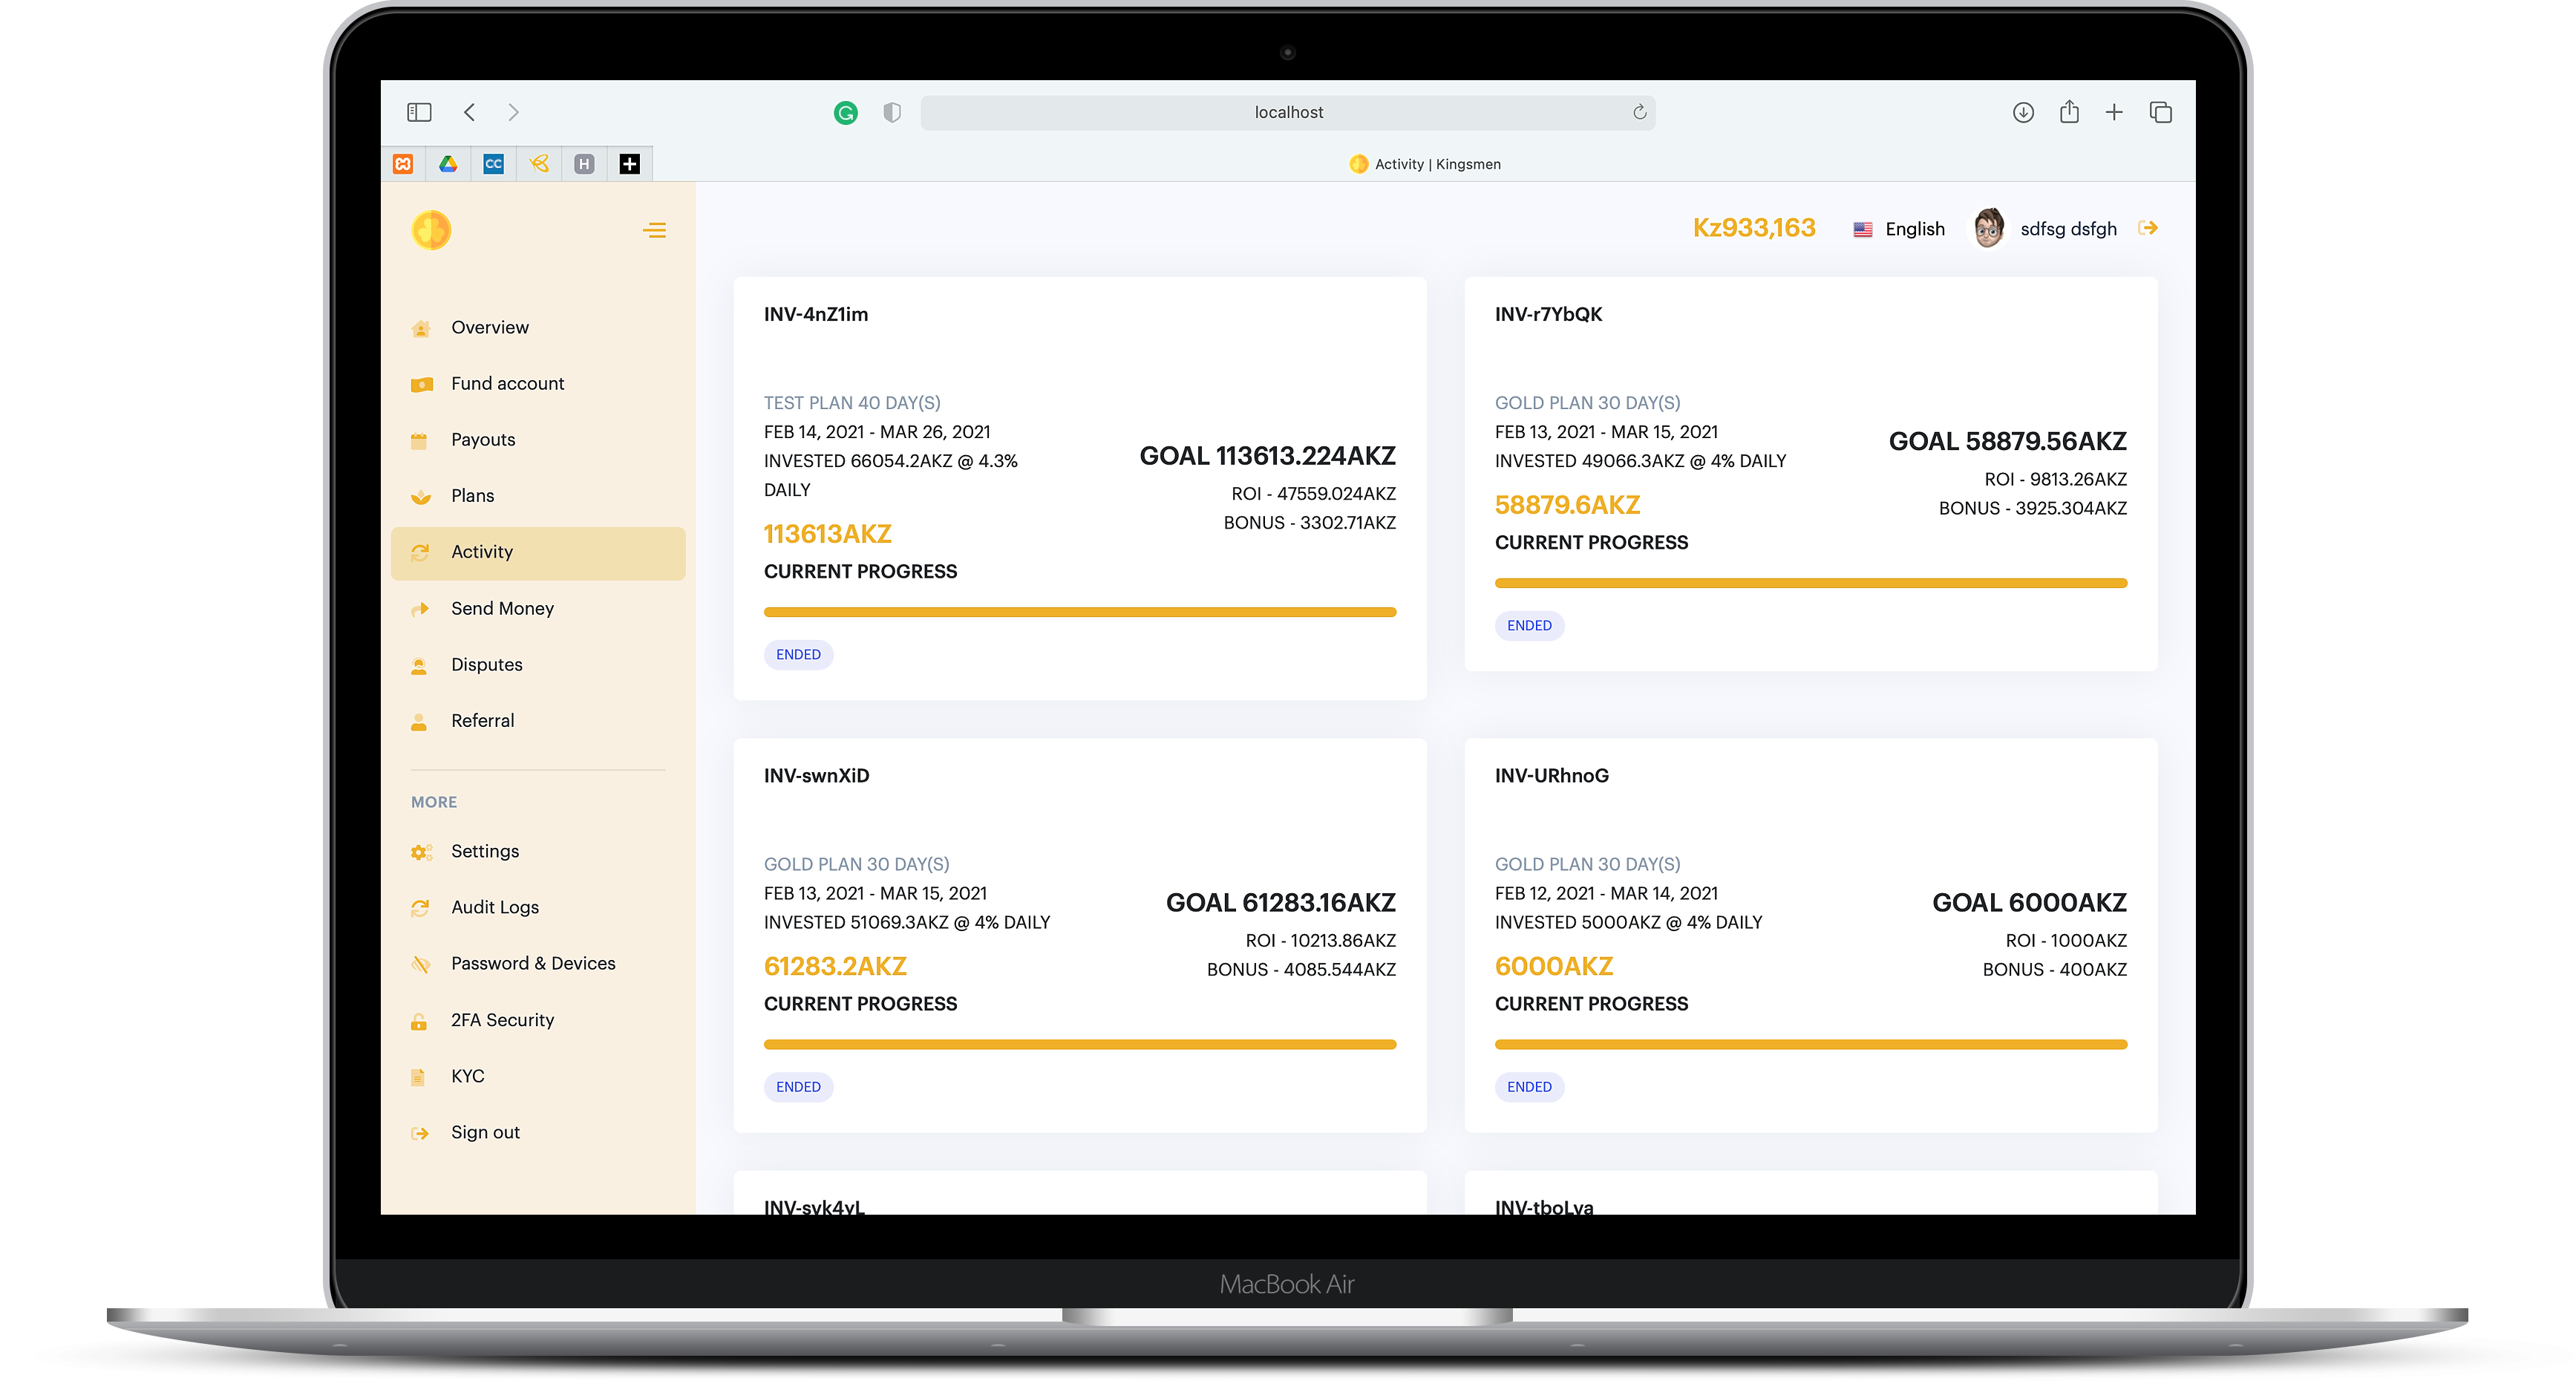 localhost
CC
H
Activity | Kingsmen
Kz933,163
English
sdfsg dsfgh
Overview
Fund account
Payouts
Plans
Activity
Send Money
Disputes
Referral
MORE
Settings
Audit Logs
Password & Devices
2FA Security
KYC
Sign out
INV-4nZ1im
TEST PLAN 40 DAY(S)
FEB 14, 2021 - MAR 26, 2021
INVESTED 66054.2AKZ @ 4.3%
DAILY
113613AKZ
CURRENT PROGRESS
GOAL 113613.224AKZ
ROI - 47559.024AKZ
BONUS - 3302.71AKZ
ENDED
INV-r7YbQK
GOLD PLAN 30 DAY(S)
FEB 13, 2021 - MAR 15, 2021
INVESTED 49066.3AKZ @ 4% DAILY
58879.6AKZ
CURRENT PROGRESS
GOAL 58879.56AKZ
ROI - 9813.26AKZ
BONUS - 3925.304AKZ
ENDED
INV-swnXiD
GOLD PLAN 30 DAY(S)
FEB 13, 2021 - MAR 15, 2021
INVESTED 51069.3AKZ @ 4% DAILY
61283.2AKZ
CURRENT PROGRESS
GOAL 61283.16AKZ
ROI - 10213.86AKZ
BONUS - 4085.544AKZ
ENDED
INV-URhnoG
GOLD PLAN 30 DAY(S)
FEB 12, 2021 - MAR 14, 2021
INVESTED 5000AKZ @ 4% DAILY
6000AKZ
CURRENT PROGRESS
GOAL 6000AKZ
ROI - 1000AKZ
BONUS - 400AKZ
ENDED
INV-tboLva
MacBook Air